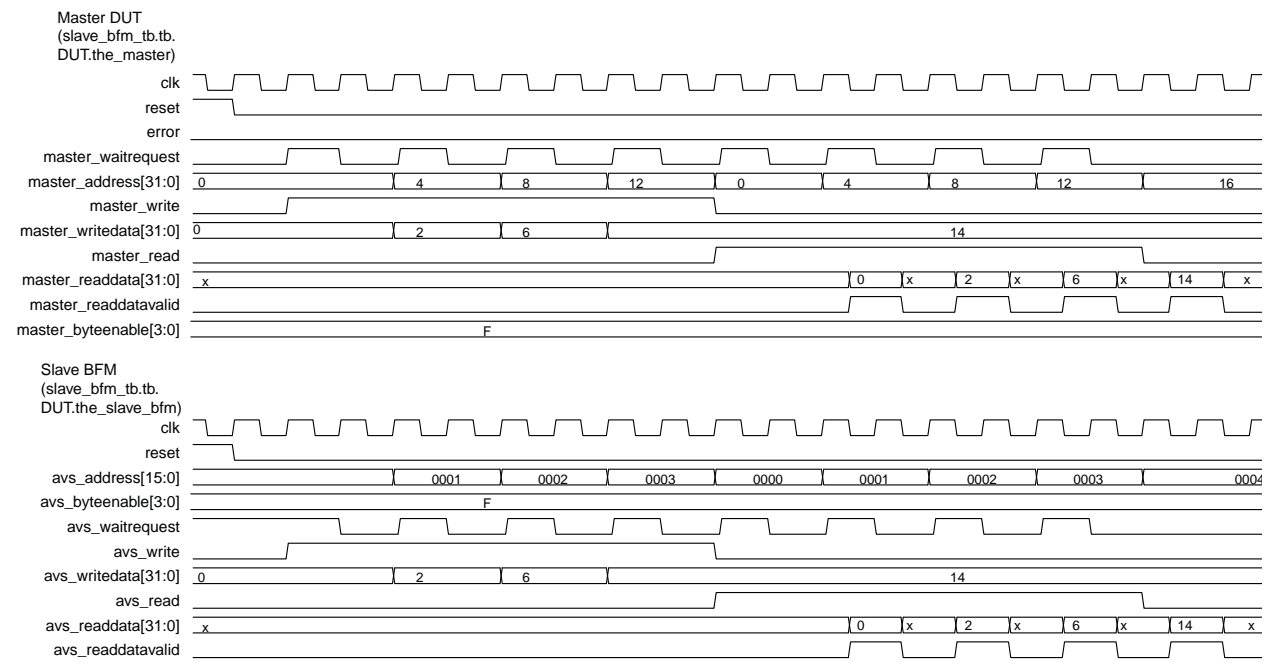 Master DUT
(slave_bfm_tb.tb.
DUT.the_master)
clk
reset
error
master_waitrequest
master_address[31:0] 0 4 8 12 0 4 8 12 16
master_write
master_writedata[31:0] 0 2 6 14
master_read
master_readdata[31:0] x 0 x 2 x 6 x 14 x
master_readdatavalid
master_byteenable[3:0] F
Slave BFM
(slave_bfm_tb.tb.
DUT.the_slave_bfm)
clk
reset
avs_address[15:0] 0001 0002 0003 0000 0001 0002 0003 0004
avs_byteenable[3:0] F
avs_waitrequest
avs_write
avs_writedata[31:0] 0 2 6 14
avs_read
avs_readdata[31:0] x 0 x 2 x 6 x 14 x
avs_readdatavalid